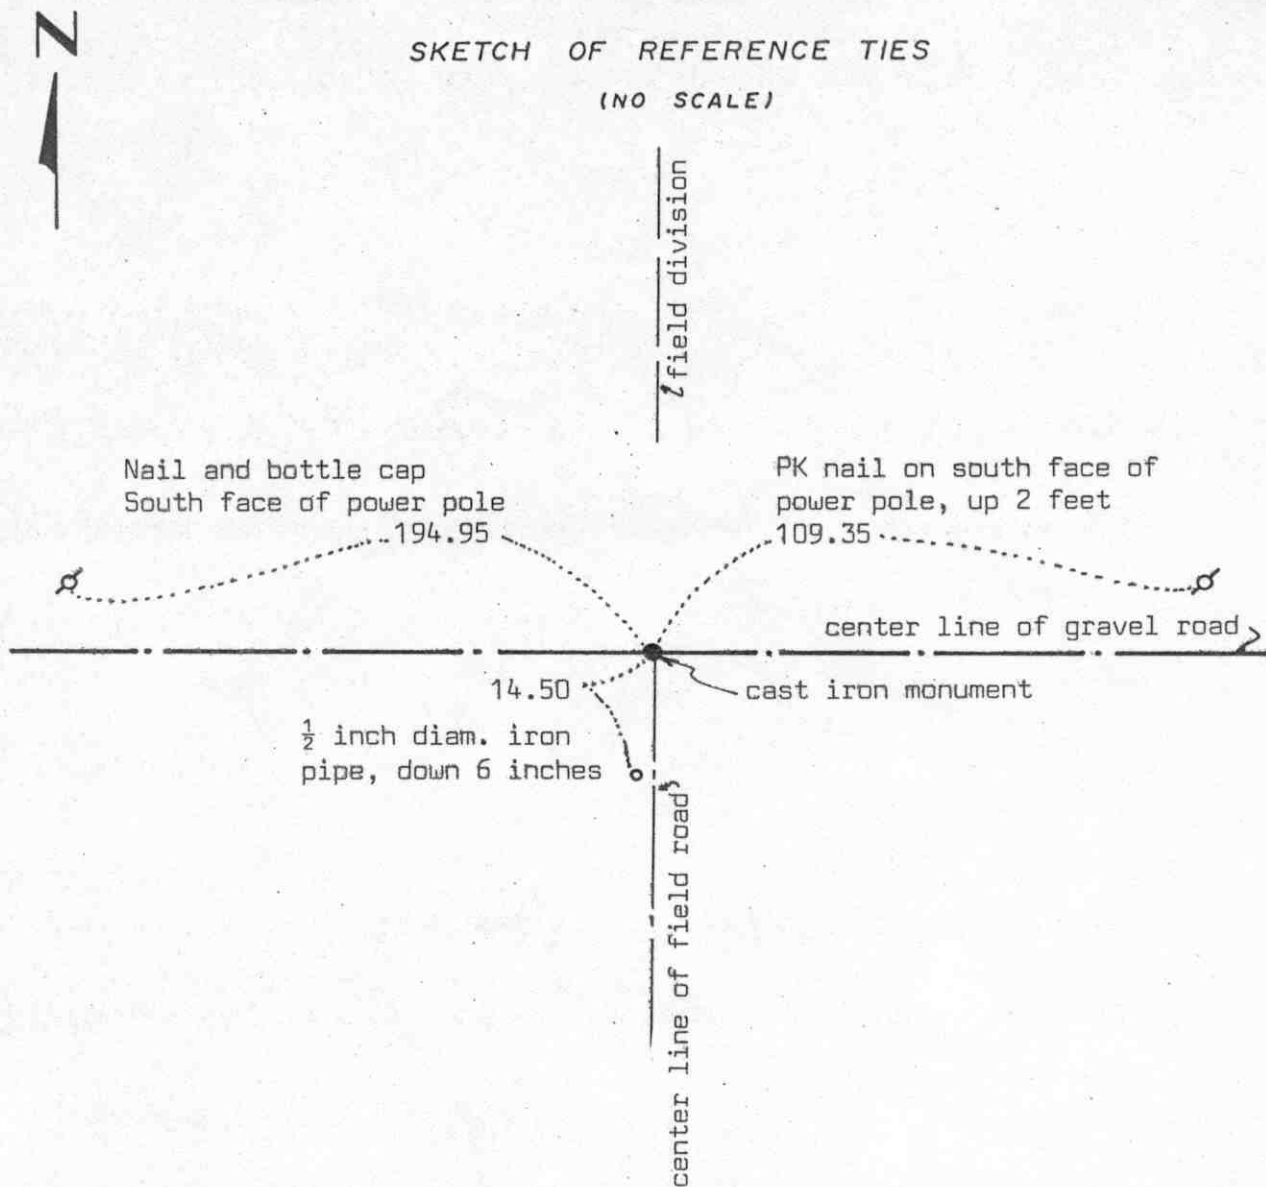 N
SKETCH OF REFERENCE TIES
(NO SCALE)
field division
Nail and bottle cap
South face of power pole
194.95
PK nail on south face of
power pole, up 2 feet
109.35
center line of gravel road
14.50
cast iron monument
½ inch diam. iron
pipe, down 6 inches
center line of field road